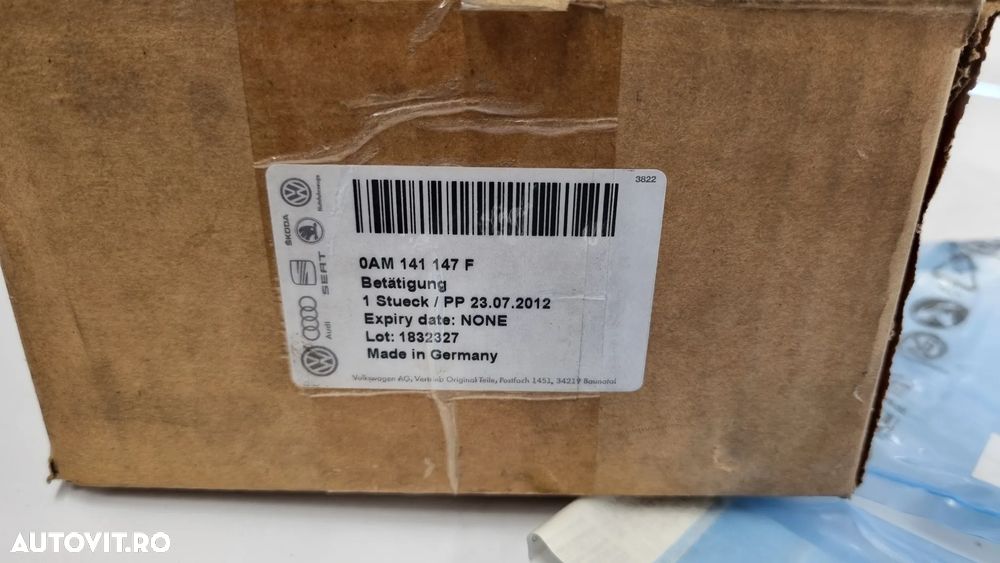 3822
0AM 141 147 F
Betätigung
1 Stueck / PP 23.07.2012
Expiry date: NONE
Lot: 1832327
Made in Germany
Volkswagen AG, Vertrieb Original Teile, Postfach 1451, 34219 Baunatal
ŠKODA
SEAT
Audi
AUTOVIT.RO